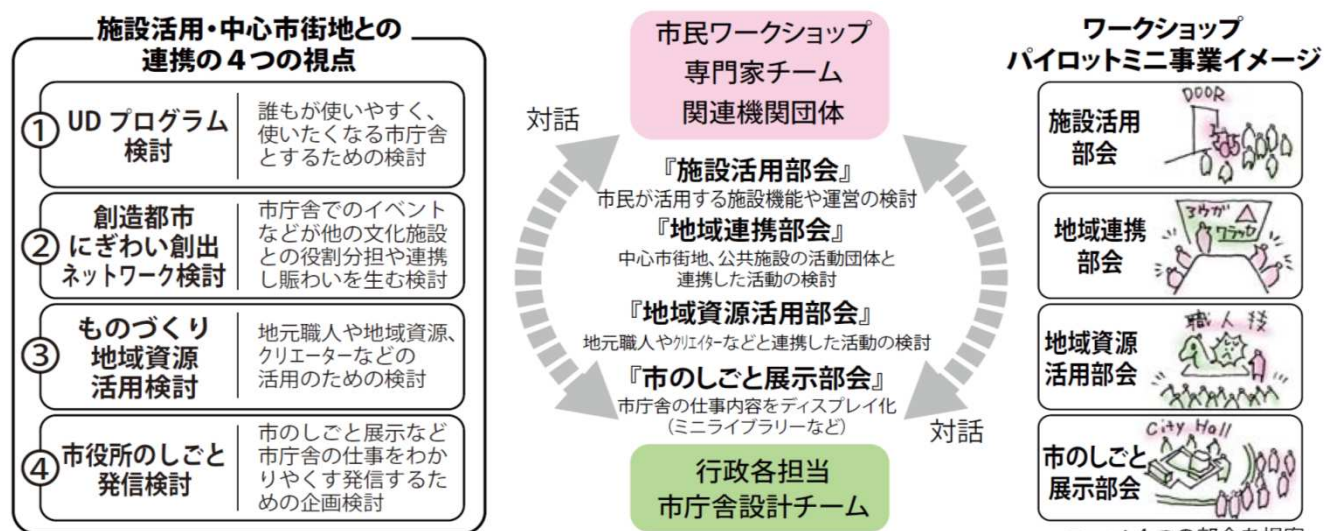 施設活用・中心市街地との
連携の4つの視点
① UD プログラム
検討
誰もが使いやすく、
使いたくなる市庁舎
とするための検討
② 創造都市
にぎわい創出
ネットワーク検討
市庁舎でのイベント
などが他の文化施設
との役割分担や連携
し賑わいを生む検討
③ ものづくり
地域資源
活用検討
地元職人や地域資源、
クリエーターなどの
活用のための検討
④ 市役所のしごと
発信検討
市のしごと展示など
市庁舎の仕事をわか
りやくす発信するた
めの企画検討
市民ワークショップ
専門家チーム
関連機関団体
対話
『施設活用部会』
市民が活用する施設機能や運営の検討
『地域連携部会』
中心市街地、公共施設の活動団体と
連携した活動の検討
『地域資源活用部会』
地元職人やクリエイターなどと連携した活動の検討
『市のしごと展示部会』
市庁舎の仕事内容をディスプレイ化
(ミニライブラリーなど)
対話
行政各担当
市庁舎設計チーム
ワークショップ
パイロットミニ事業イメージ
施設活用
部会
DOOR
地域連携
部会
地域資源
活用部会
職人技
市のしごと
展示部会
City Hall